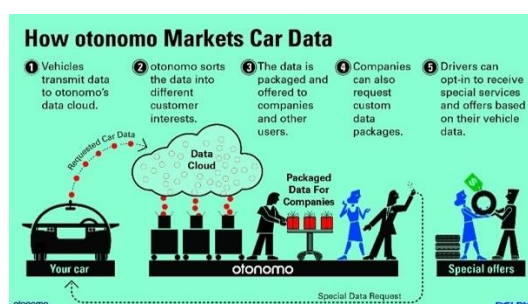 How otonomo Markets Car Data
1 Vehicles
transmit data
to otonomo's
data cloud.
2 otonomo sorts
the data into
different
customer
interests.
3 The data is
packaged and
offered to
companies
and other
users.
4 Companies
can also
request
custom
data
packages.
5 Drivers can
opt-in to receive
special services
and offers based
on their vehicle
data.
Requested Car Data
Data
Cloud
Packaged
Data For
Companies
$
Your car
otonomo
Special offers
Special Data Request
otonomo
DELPHI